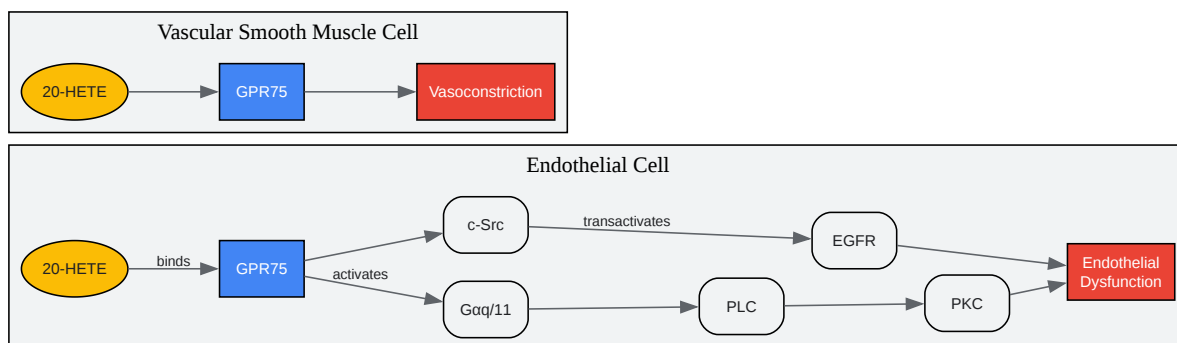 Vascular Smooth Muscle Cell
20-HETE
GPR75
Vasoconstriction
Endothelial Cell
20-HETE
binds
GPR75
activates
c-Src
transactivates
EGFR
Gαq/11
PLC
PKC
Endothelial
Dysfunction